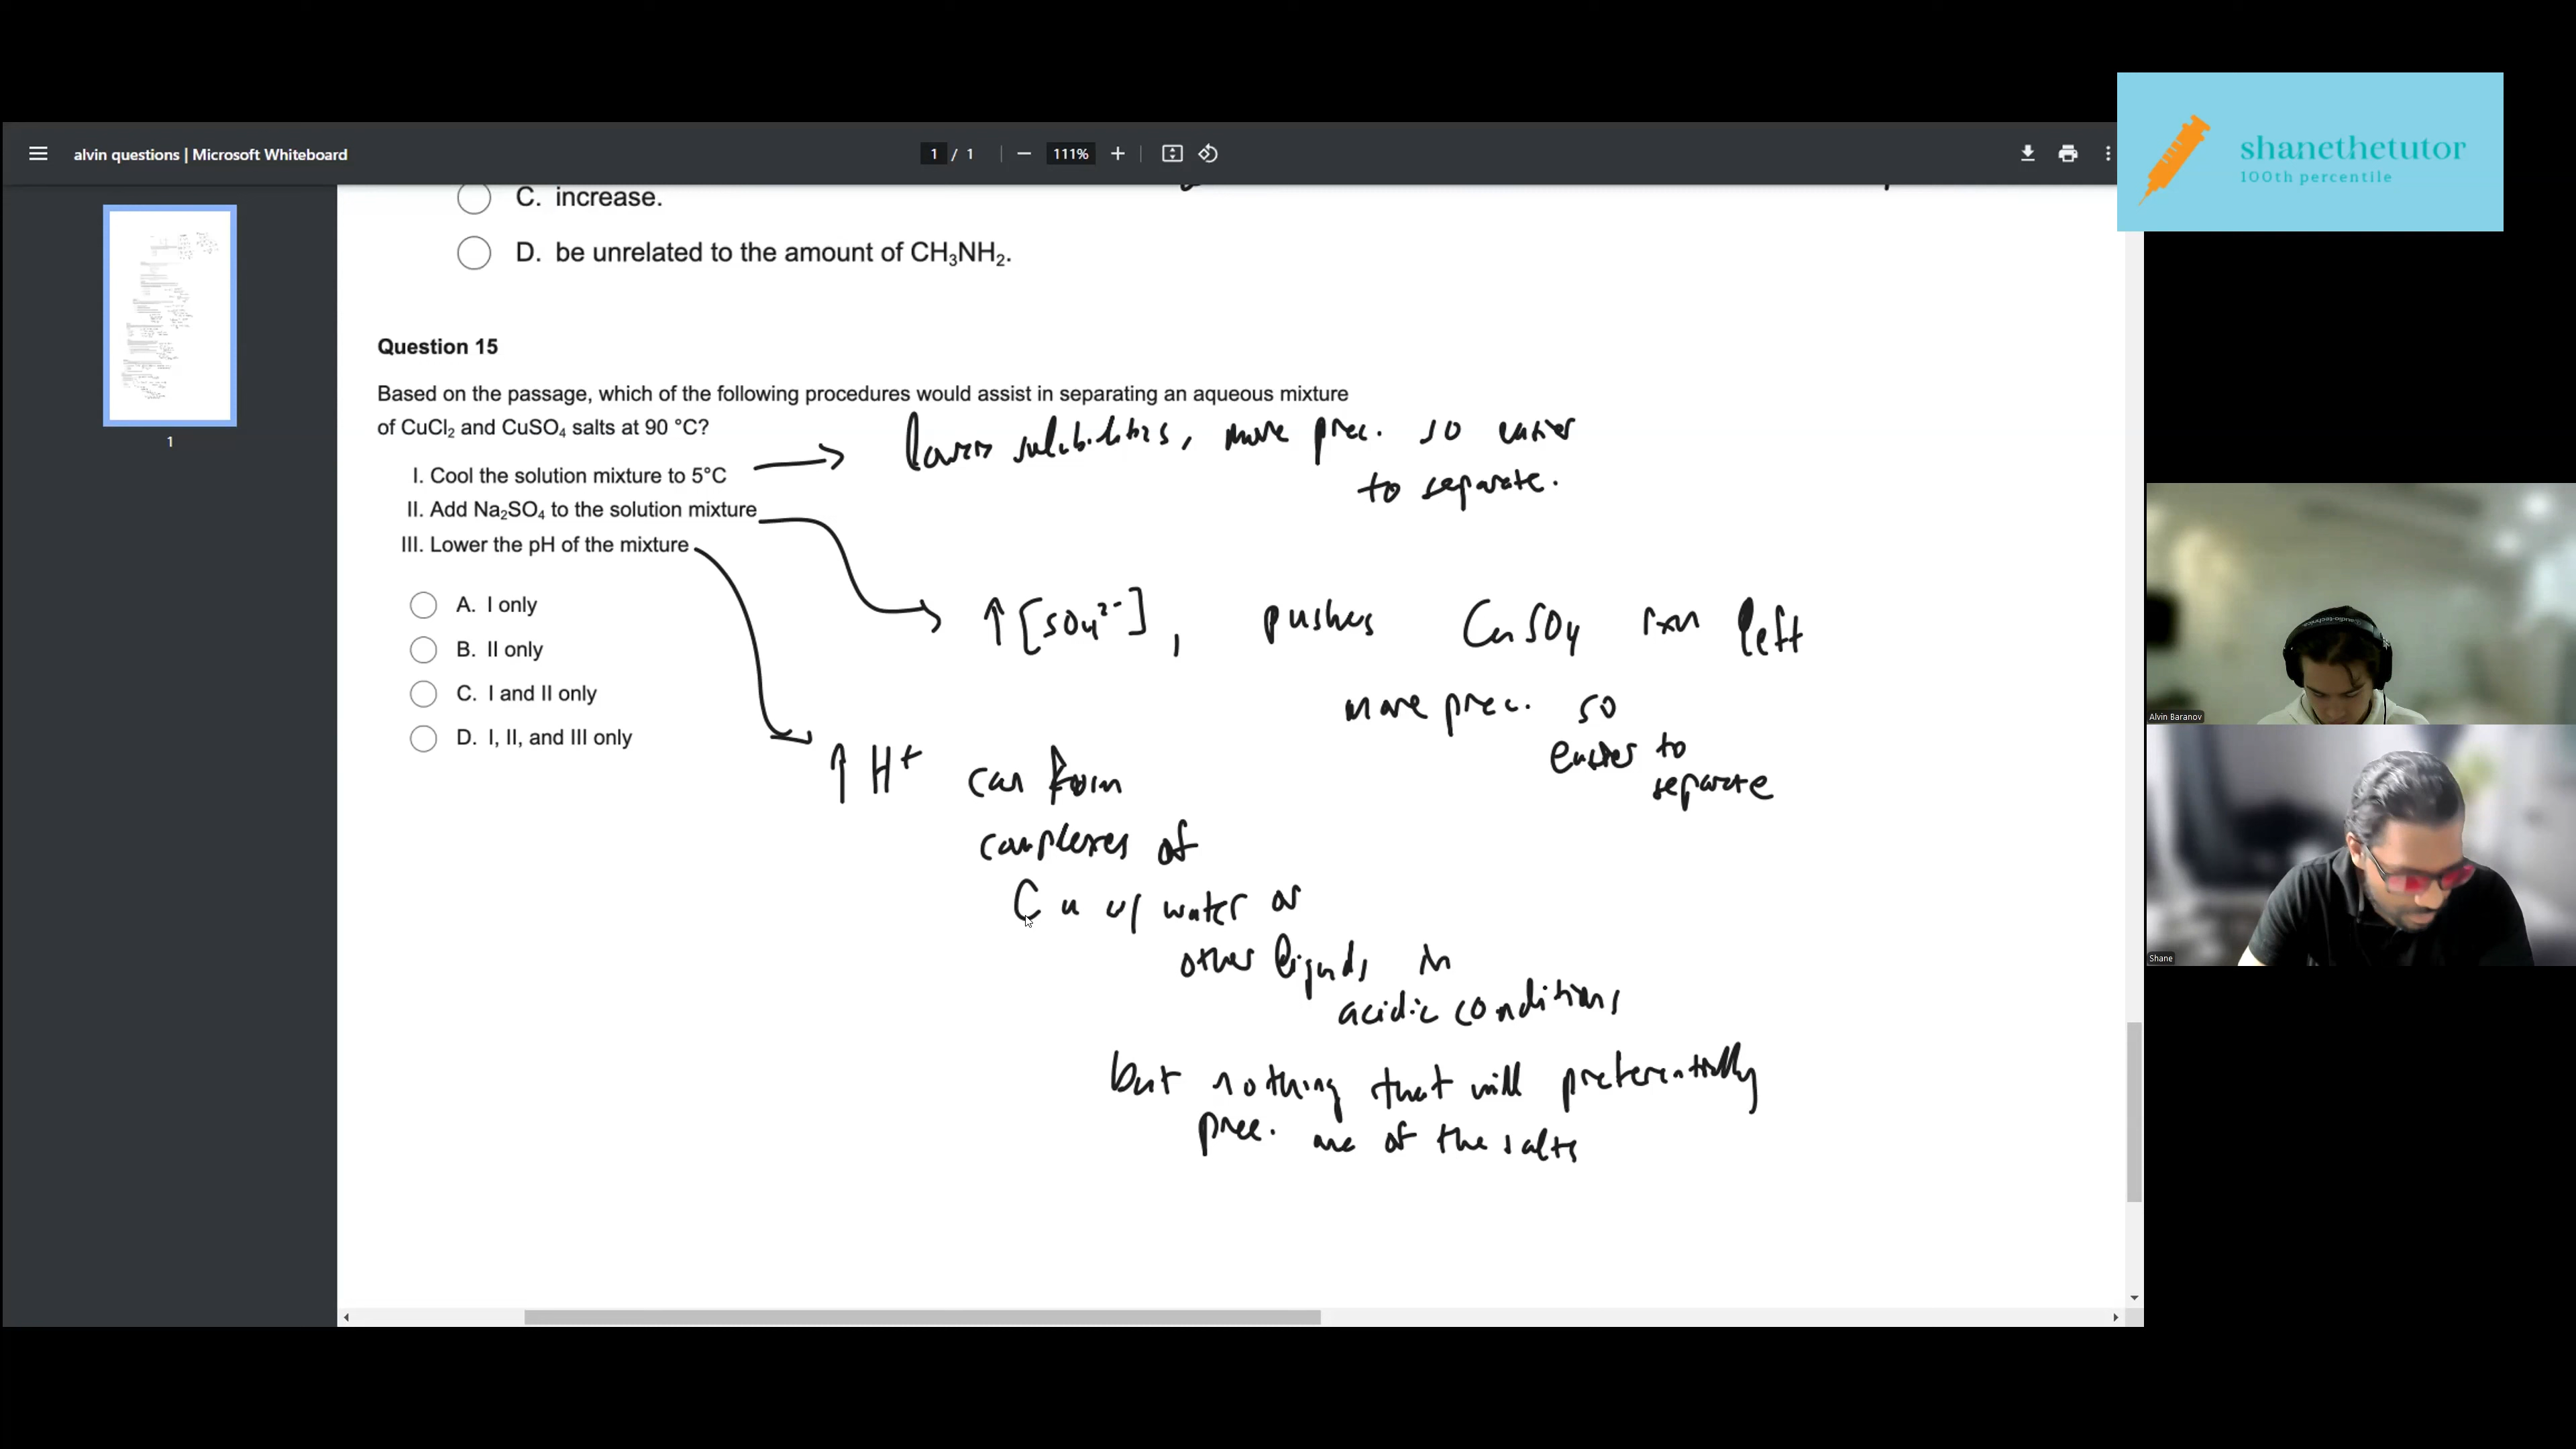 shanethetutor
100th percentile
alvin questions | Microsoft Whiteboard
1 / 1
111%
C. increase.
D. be unrelated to the amount of CH₃NH₂.
1
Question 15
Based on the passage, which of the following procedures would assist in separating an aqueous mixture
of CuCl₂ and CuSO₄ salts at 90 °C?
I. Cool the solution mixture to 5°C
II. Add Na₂SO₄ to the solution mixture
III. Lower the pH of the mixture
A. I only
B. II only
C. I and II only
D. I, II, and III only
lowers solubilities, more prec. so easier
to separate.
↑ [SO₄²⁻], pushes CuSO₄ rxn left
more prec. so
easier to
separate
↑ H⁺ can form
complexes of
Cu w/ water or
other ligands in
acidic conditions
but nothing that will preferentially
prec. one of the salts
Alvin Baranov
Shane